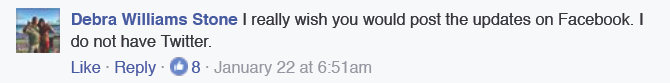 Debra Williams Stone I really wish you would post the updates on Facebook. I
do not have Twitter.
Like · Reply · 8 · January 22 at 6:51am